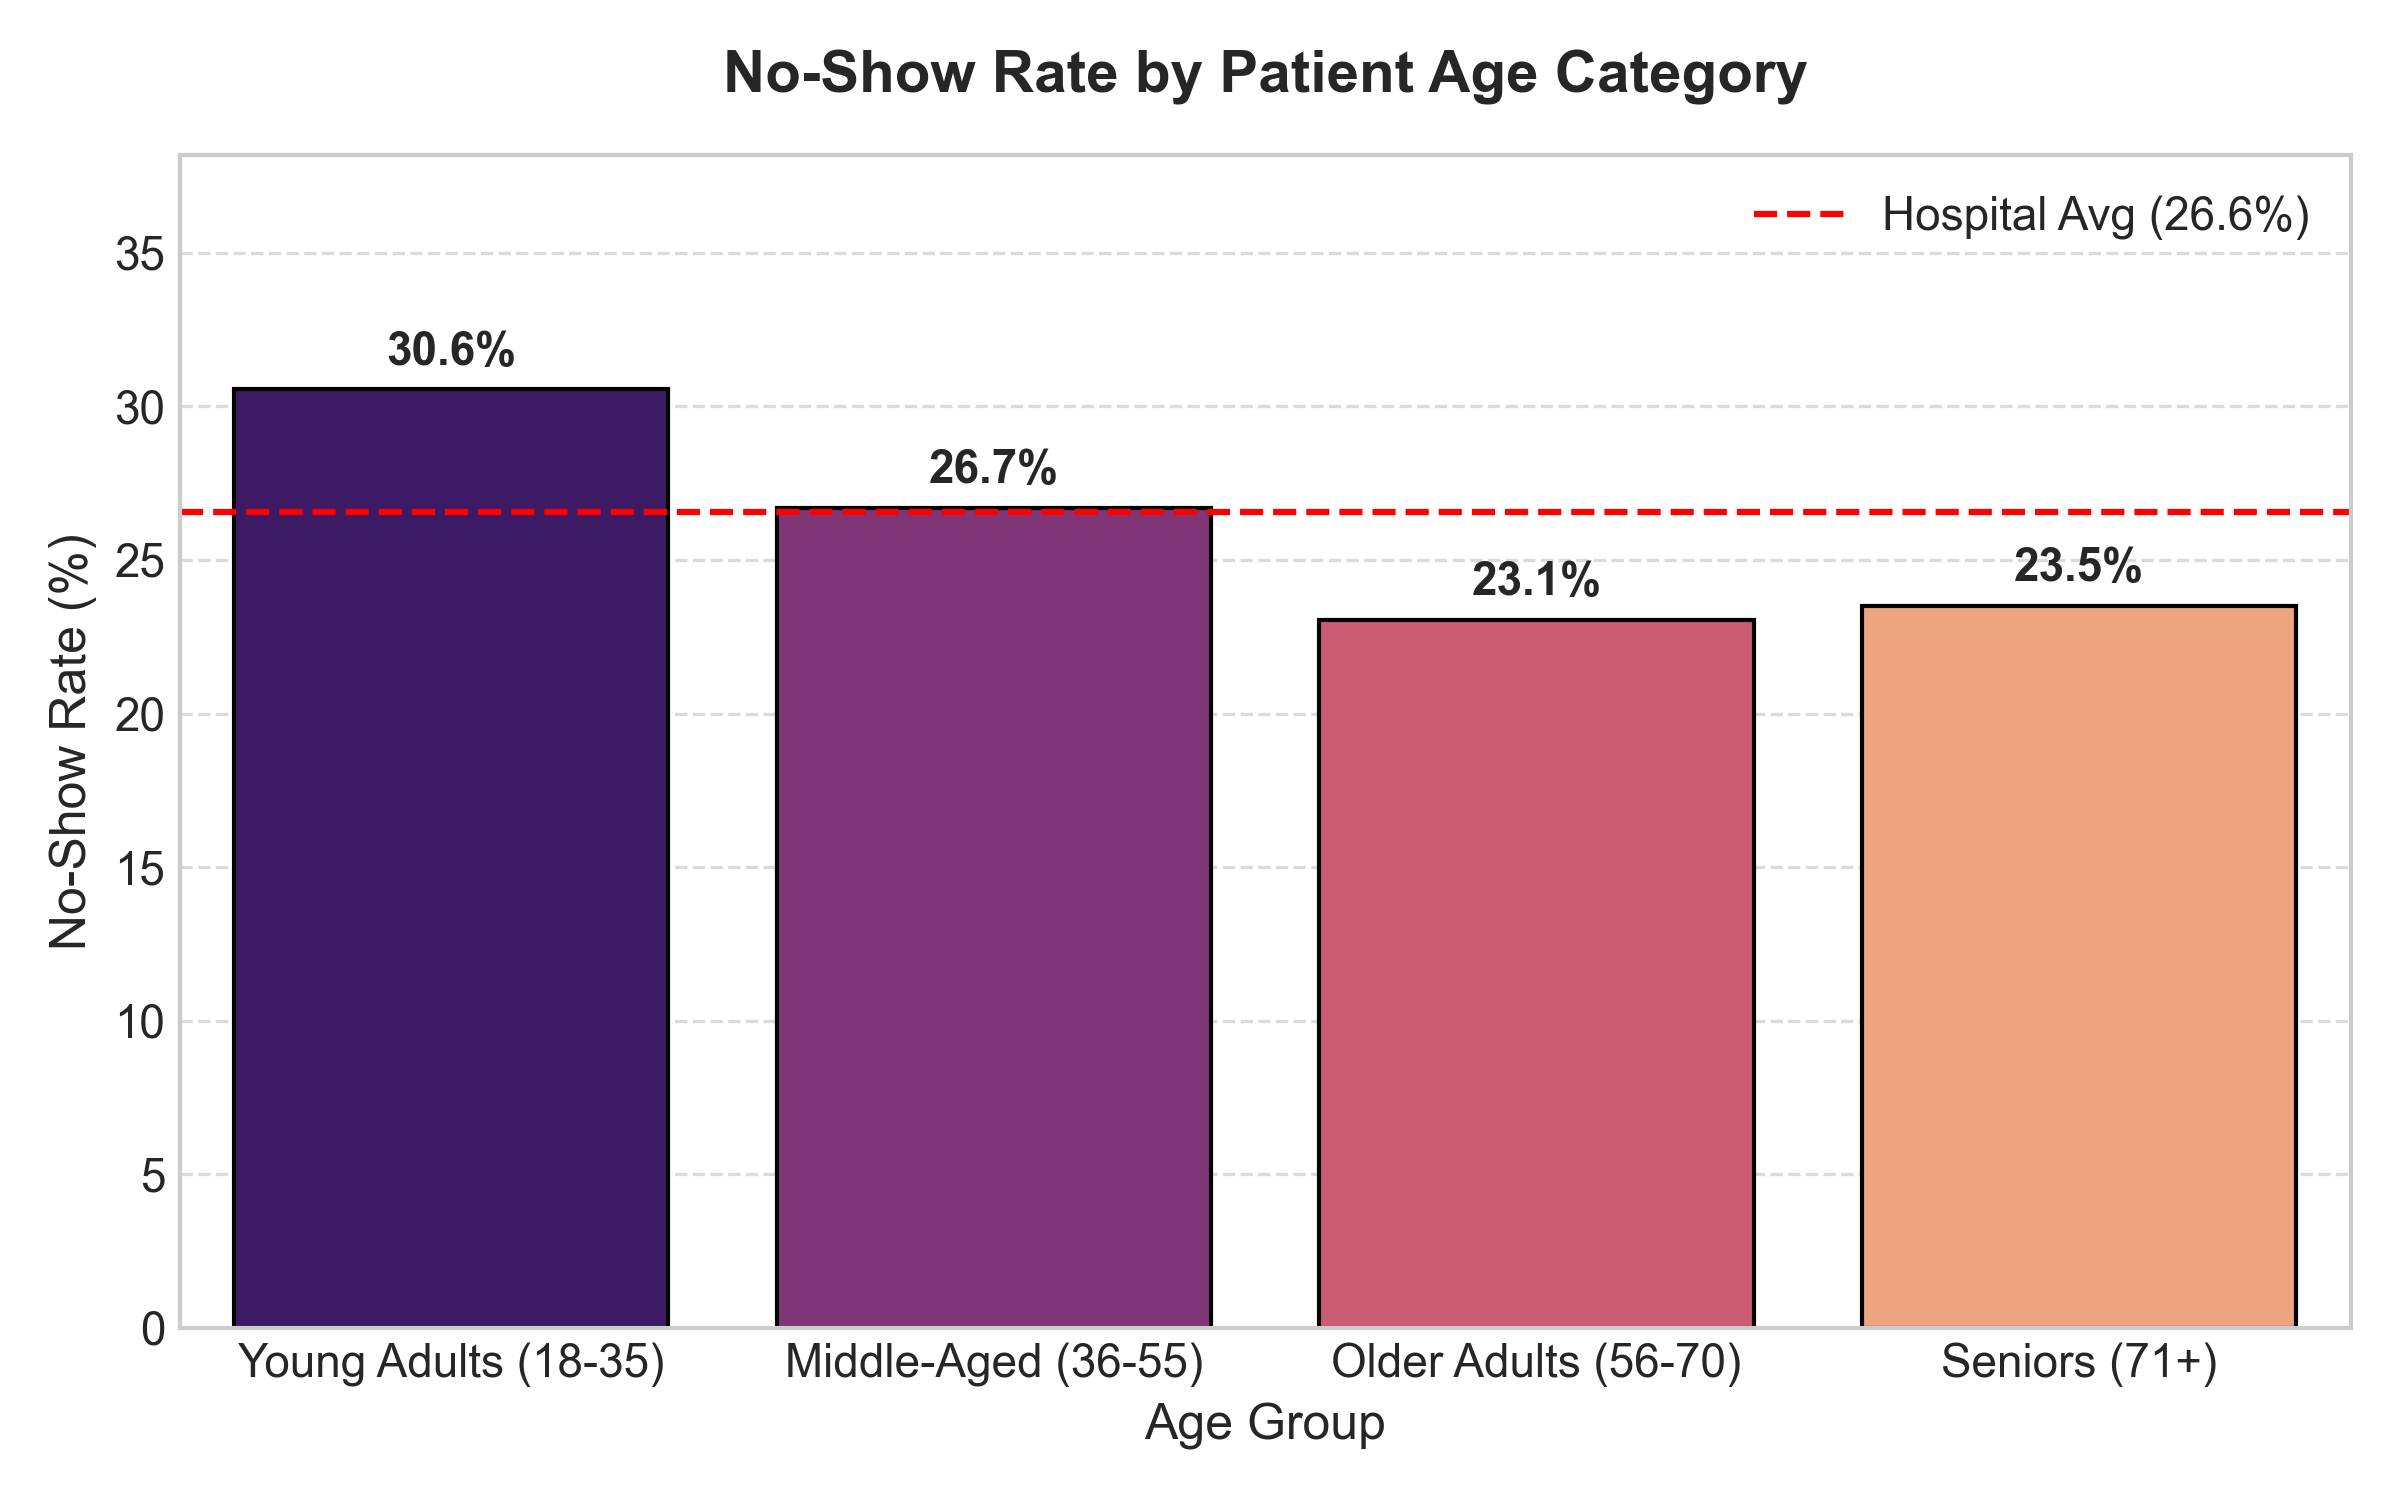 No-Show Rate by Patient Age Category
Hospital Avg (26.6%)
No-Show Rate (%)
35
30
25
20
15
10
5
0
30.6%
26.7%
23.1%
23.5%
Young Adults (18-35)
Middle-Aged (36-55)
Older Adults (56-70)
Seniors (71+)
Age Group